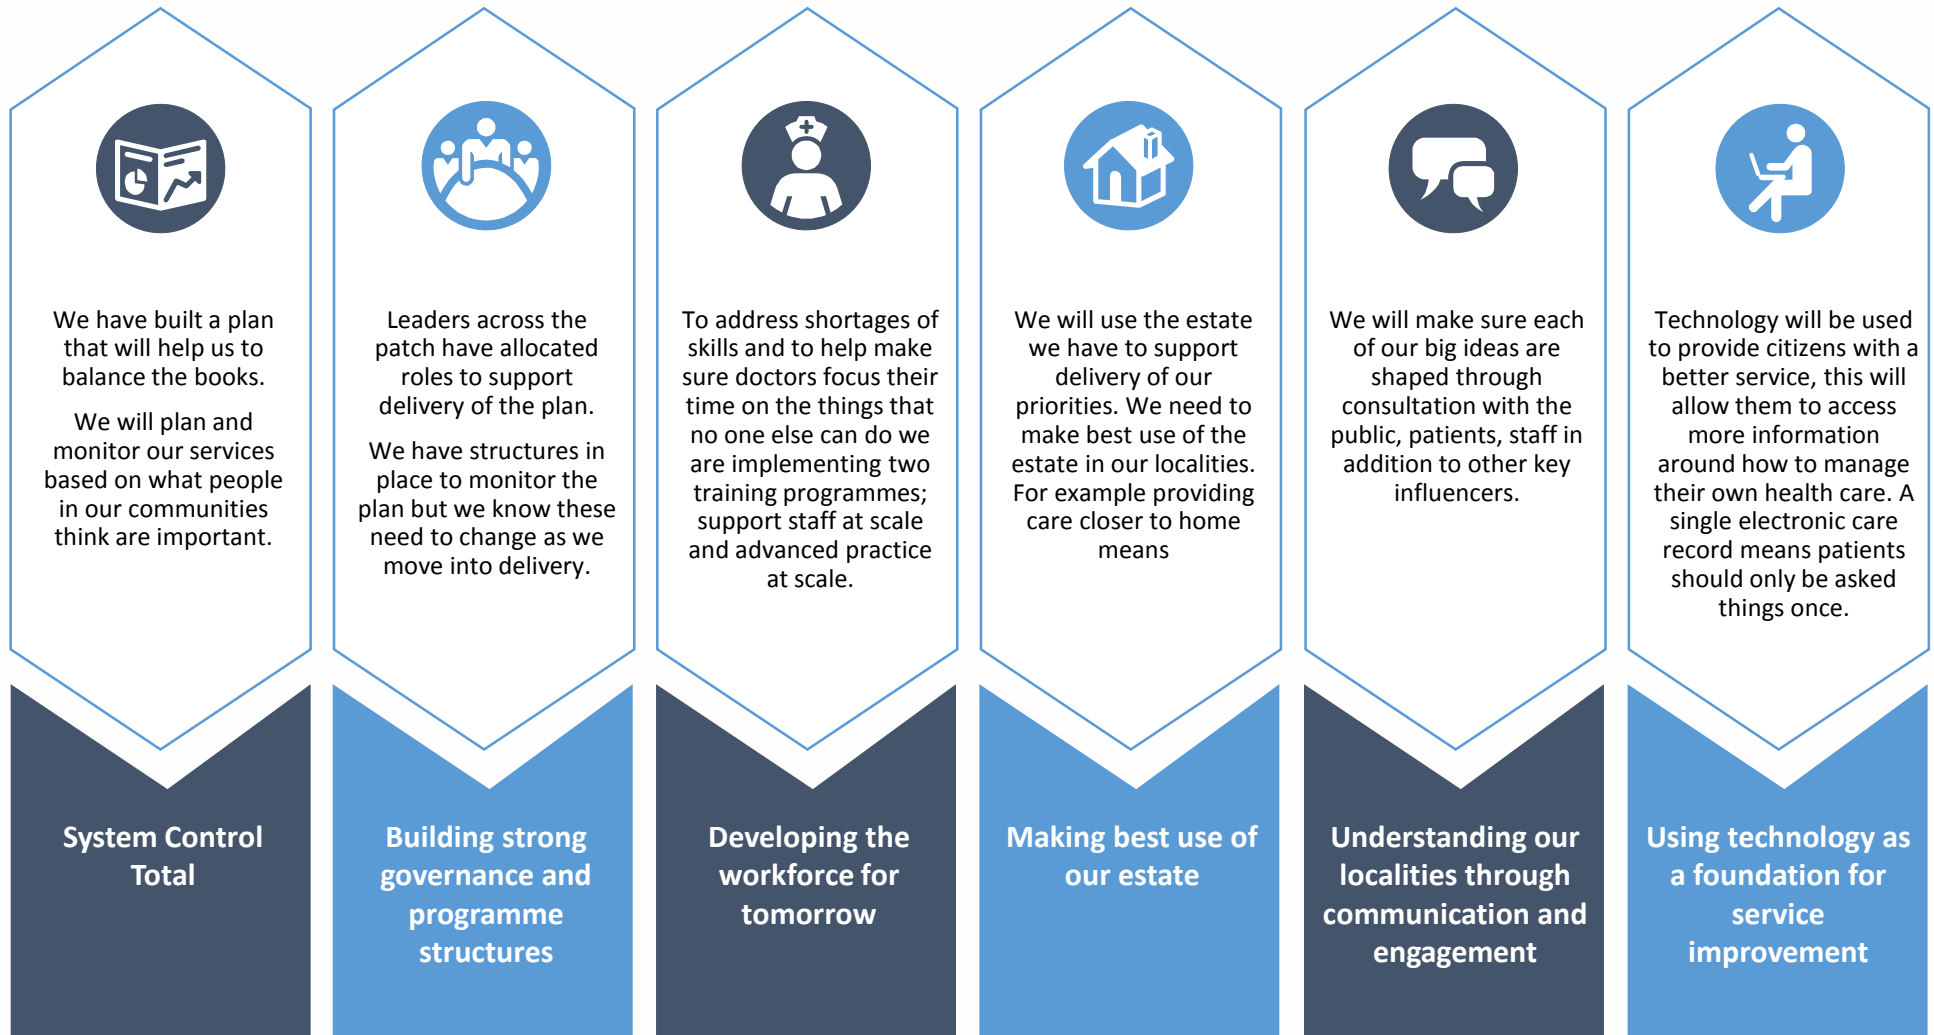 We have built a plan
that will help us to
balance the books.
We will plan and
monitor our services
based on what people
in our communities
think are important.
System Control
Total
Leaders across the
patch have allocated
roles to support
delivery of the plan.
We have structures in
place to monitor the
plan but we know these
need to change as we
move into delivery.
Building strong
governance and
programme
structures
To address shortages of
skills and to help make
sure doctors focus their
time on the things that
no one else can do we
are implementing two
training programmes;
support staff at scale
and advanced practice
at scale.
Developing the
workforce for
tomorrow
We will use the estate
we have to support
delivery of our
priorities. We need to
make best use of the
estate in our localities.
For example providing
care closer to home
means
Making best use of
our estate
We will make sure each
of our big ideas are
shaped through
consultation with the
public, patients, staff in
addition to other key
influencers.
Understanding our
localities through
communication and
engagement
Technology will be used
to provide citizens with a
better service, this will
allow them to access
more information
around how to manage
their own health care. A
single electronic care
record means patients
should only be asked
things once.
Using technology as
a foundation for
service
improvement